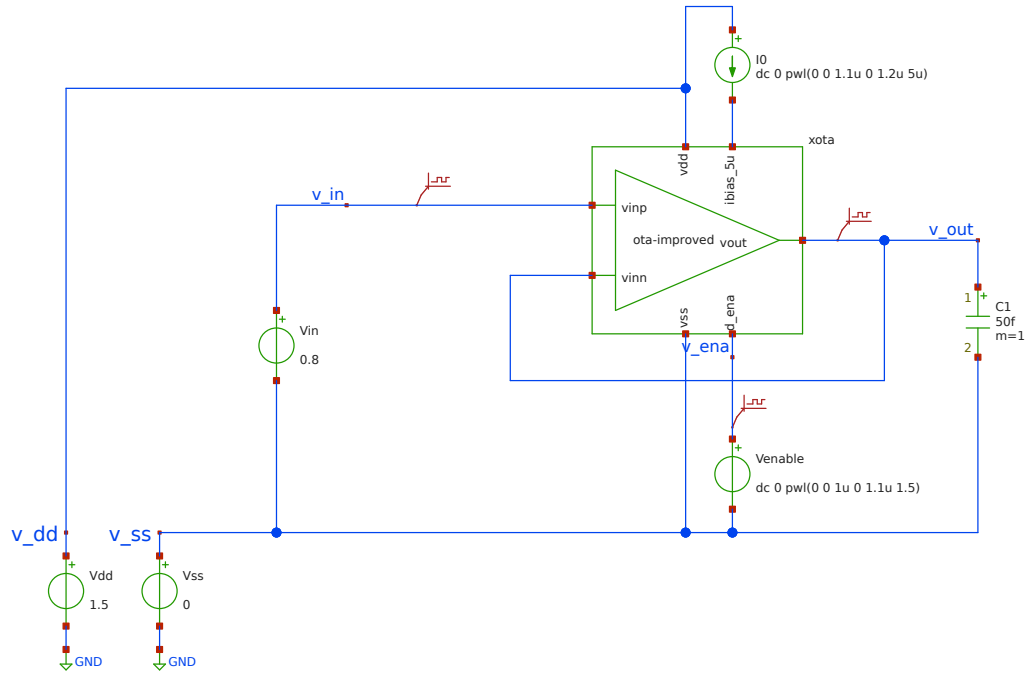 +
I0
dc 0 pwl(0 0 1.1u 0 1.2u 5u)
xota
vdd
ibias_5u
v_in
vinp
ota-improved
vout
v_out
vinn
vss
d_ena
v_ena
+
Vin
0.8
1
+
C1
50f
m=1
2
+
Venable
dc 0 pwl(0 0 1u 0 1.1u 1.5)
v_dd
v_ss
+
Vdd
1.5
+
Vss
0
GND
GND